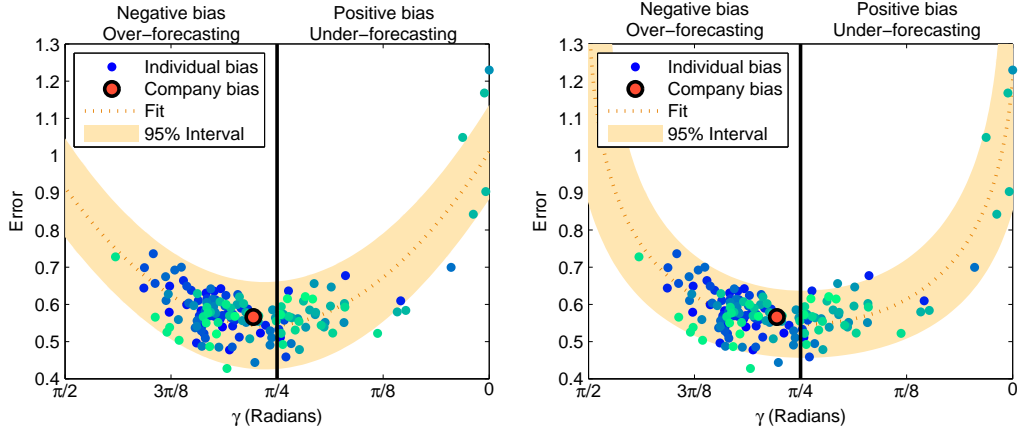 Negative bias
Over−forecasting
Positive bias
Under−forecasting
1.3
1.2
1.1
1
0.9
0.8
0.7
0.6
0.5
0.4
Error
Individual bias
Company bias
Fit
95% Interval
π/2
3π/8
π/4
π/8
0
γ (Radians)
Negative bias
Over−forecasting
Positive bias
Under−forecasting
1.3
1.2
1.1
1
0.9
0.8
0.7
0.6
0.5
0.4
Error
Individual bias
Company bias
Fit
95% Interval
π/2
3π/8
π/4
π/8
0
γ (Radians)